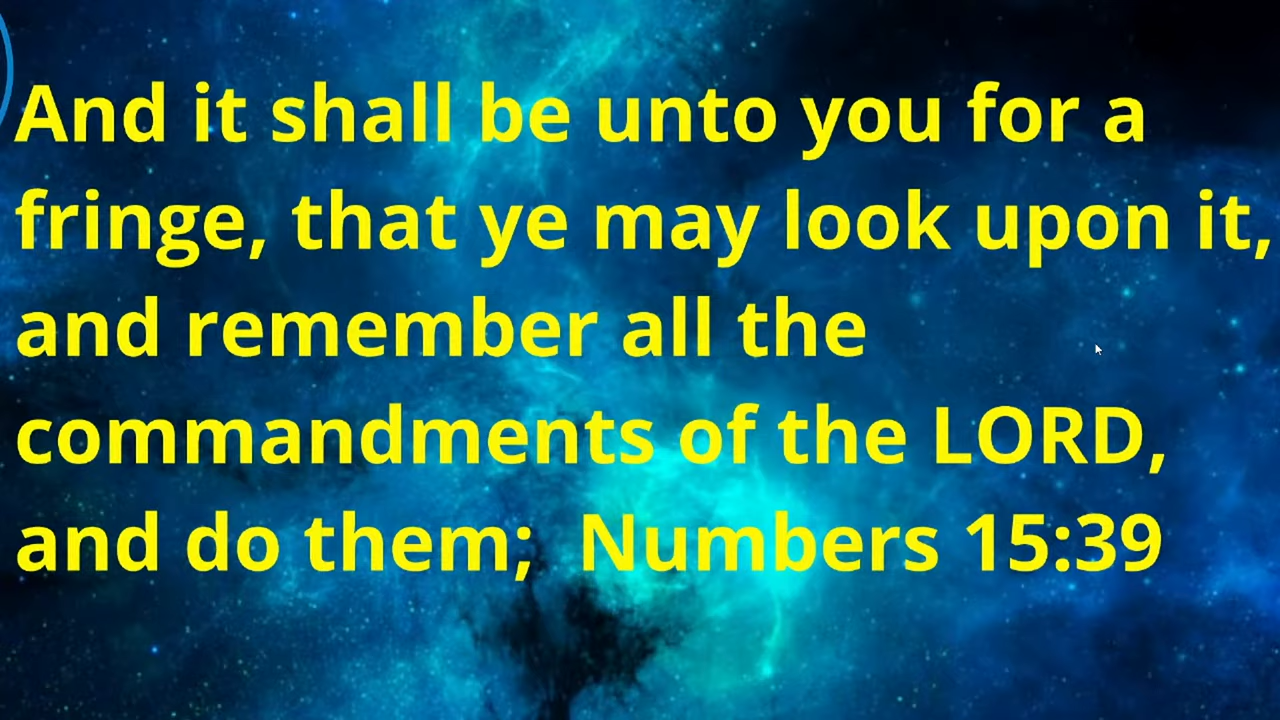 And it shall be unto you for a
fringe, that ye may look upon it,
and remember all the
commandments of the LORD,
and do them;  Numbers 15:39